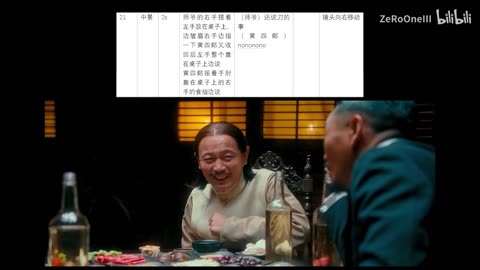 ZeRoOneIII bilibili
21 中景 2s 师爷的右手摸着 （师爷）还说刀的 镜头向右移动
左手放在桌子上， 事
边皱眉右手边指 （黄四郎）
一下黄四郎又收 nononono
回后左手整个靠
在桌子上边说
黄四郎摇着手肘
靠在桌子上的右
手的食指边说